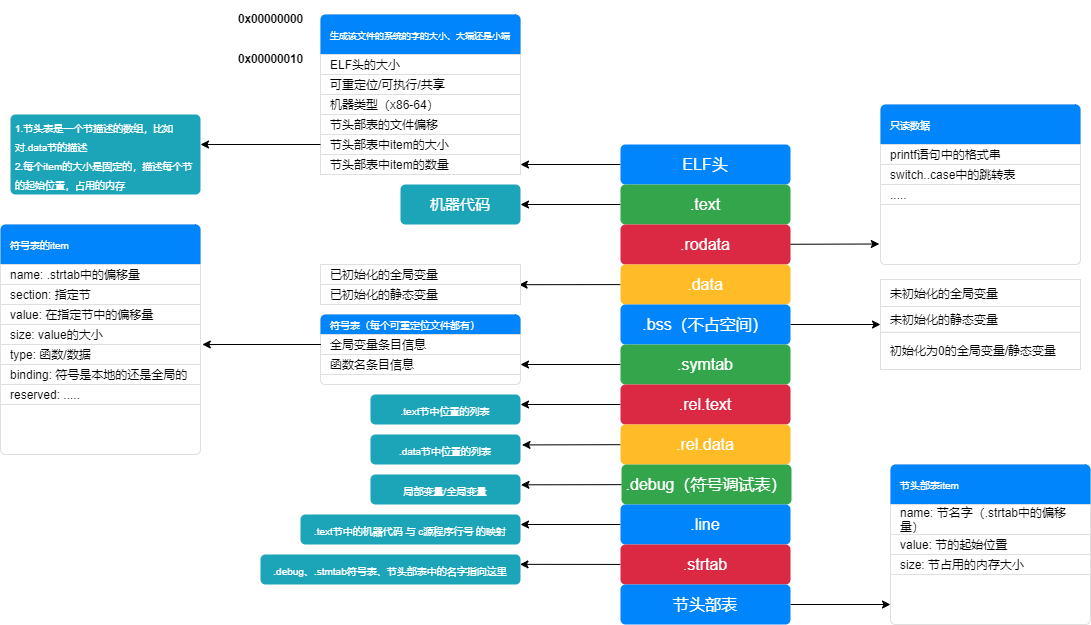 0x00000000
0x00000010
生成该文件的系统的字的大小、大端还是小端
ELF头的大小
可重定位/可执行/共享
机器类型（x86-64）
节头部表的文件偏移
节头部表中item的大小
节头部表中item的数量
1.节头表是一个节描述的数组，比如
对.data节的描述
2.每个item的大小是固定的，描述每个节
的起始位置，占用的内存
机器代码
符号表的item
name: .strtab中的偏移量
section: 指定节
value: 在指定节中的偏移量
size: value的大小
type: 函数/数据
binding: 符号是本地的还是全局的
reserved: .....
已初始化的全局变量
已初始化的静态变量
符号表（每个可重定位文件都有）
全局变量条目信息
函数名条目信息
.text节中位置的列表
.data节中位置的列表
局部变量/全局变量
.text节中的机器代码 与 c源程序行号 的映射
.debug、.stmtab符号表、节头部表中的名字指向这里
ELF头
.text
.rodata
.data
.bss（不占空间）
.symtab
.rel.text
.rel.data
.debug（符号调试表）
.line
.strtab
节头部表
只读数据
printf语句中的格式串
switch..case中的跳转表
.....
未初始化的全局变量
未初始化的静态变量
初始化为0的全局变量/静态变量
节头部表item
name: 节名字（.strtab中的偏移
量）
value: 节的起始位置
size: 节占用的内存大小